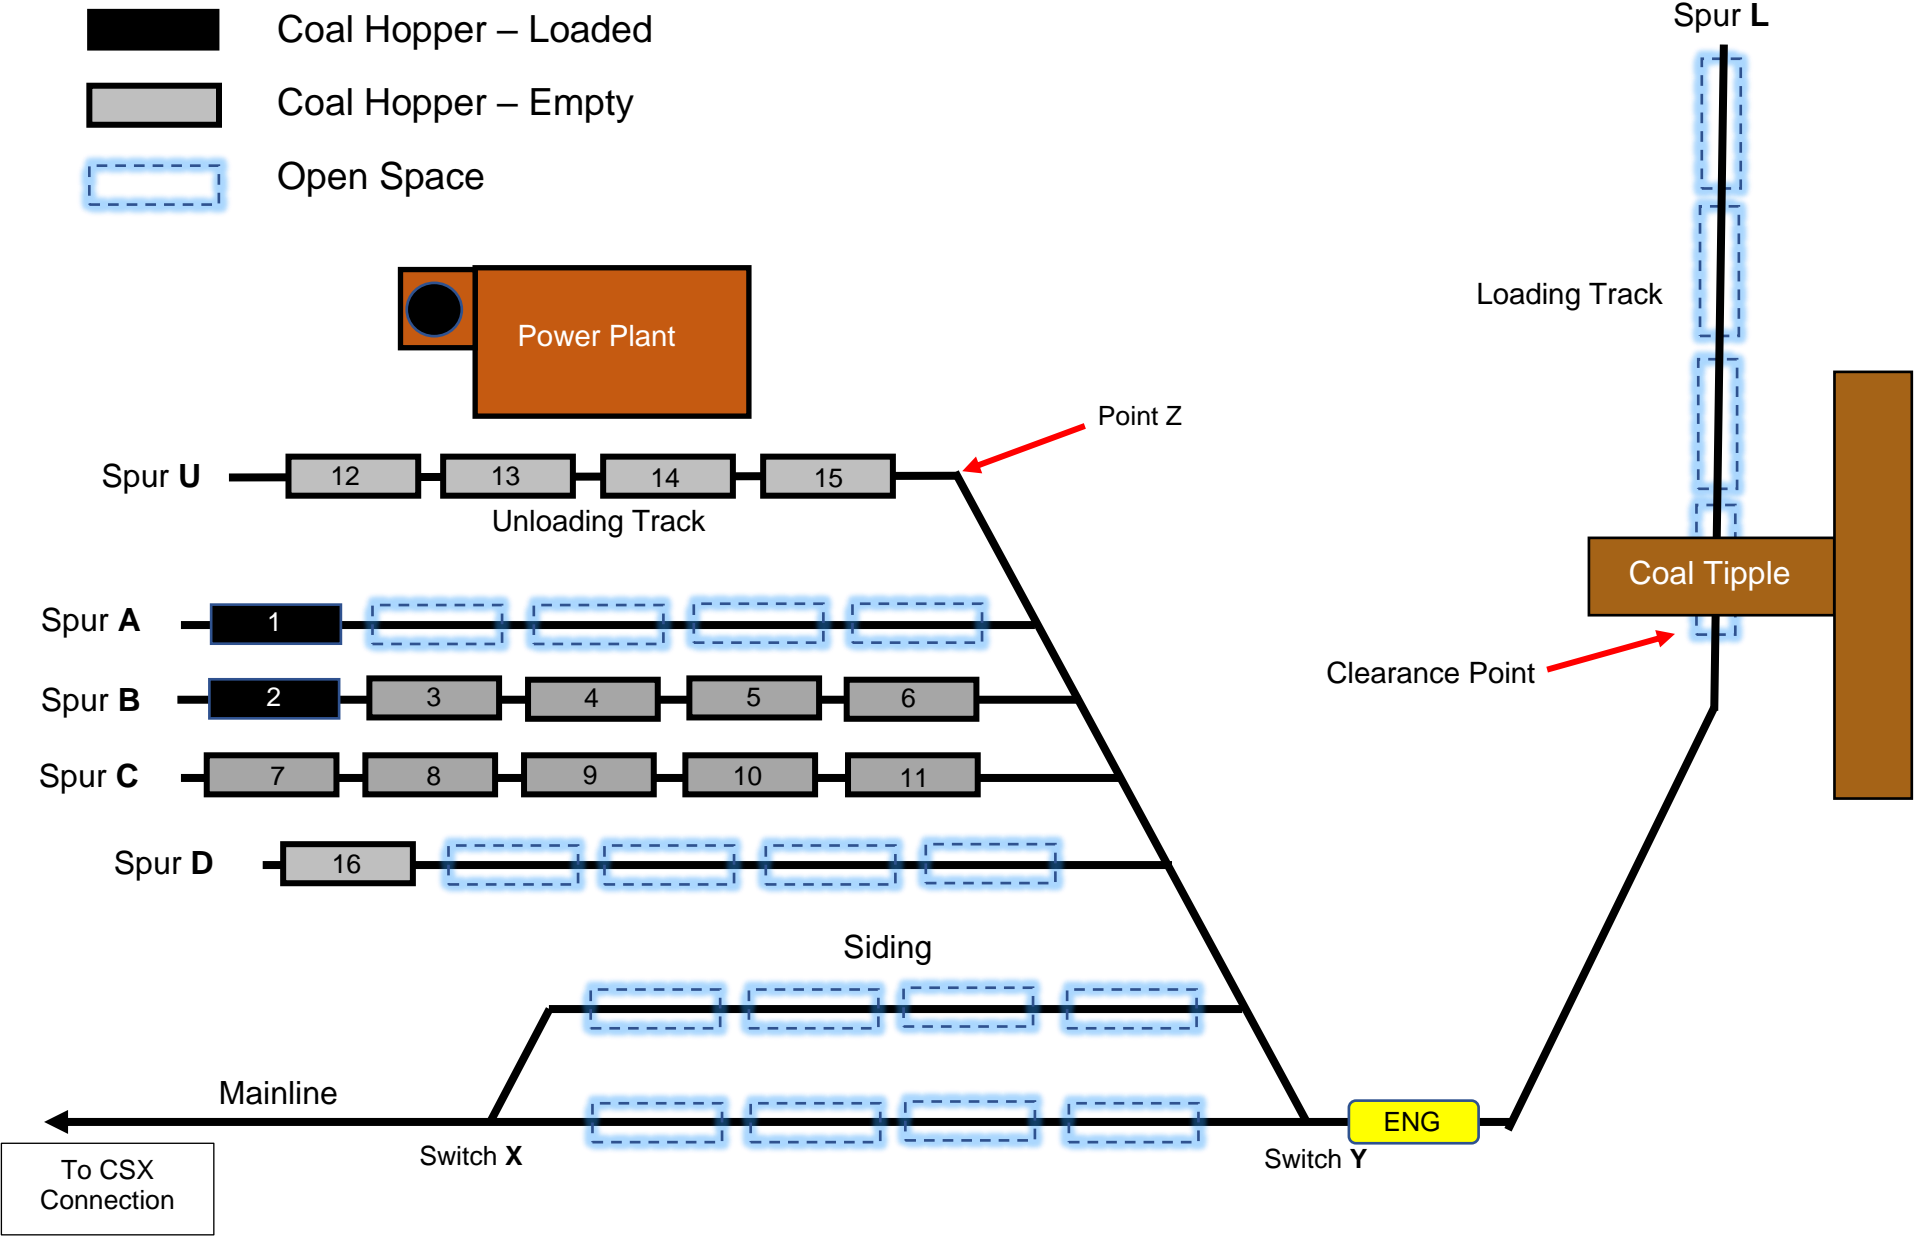 Spur L
Coal Hopper – Loaded
Coal Hopper – Empty
Open Space
Loading Track
Power Plant
Point Z
Spur U
12
13
14
15
Unloading Track
Coal Tipple
Spur A
1
Clearance Point
Spur B
2
3
4
5
6
Spur C
7
8
9
10
11
Spur D
16
Siding
Mainline
ENG
Switch X
Switch Y
To CSX
Connection